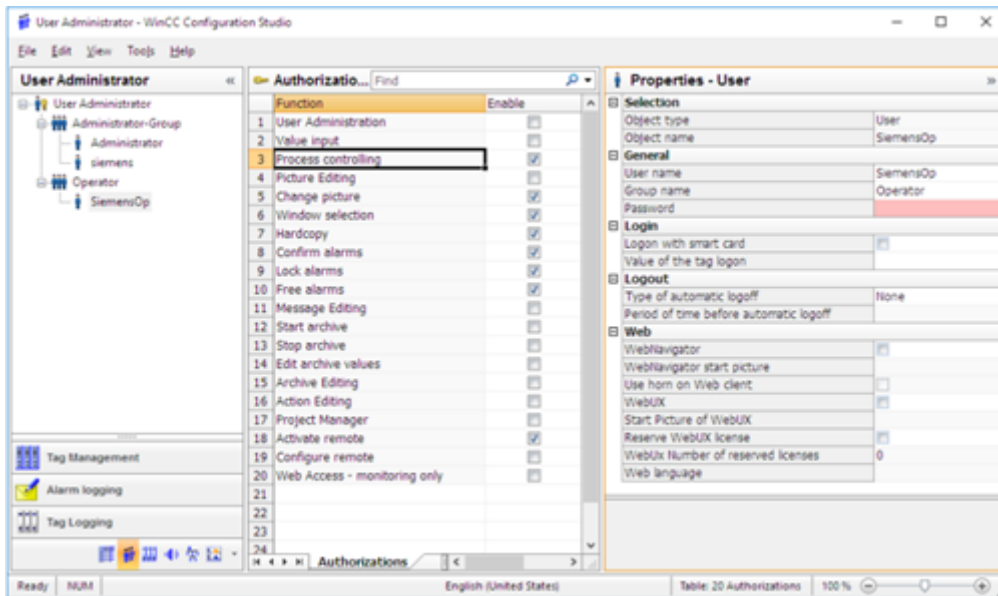 User Administrator - WinCC Configuration Studio
File Edit View Tools Help
User Administrator
User Administrator
Administrator-Group
Administrator
siemens
Operator
SiemensOp
Tag Management
Alarm logging
Tag Logging
Authorizatio... Find
Function Enable
1 User Administration
2 Value input
3 Process controlling
4 Picture Editing
5 Change picture
6 Window selection
7 Hardcopy
8 Confirm alarms
9 Lock alarms
10 Free alarms
11 Message Editing
12 Start archive
13 Stop archive
14 Edit archive values
15 Archive Editing
16 Action Editing
17 Project Manager
18 Activate remote
19 Configure remote
20 Web Access - monitoring only
21
22
23
24
Authorizations
Properties - User
Selection
Object type User
Object name SiemensOp
General
User name SiemensOp
Group name Operator
Password
Login
Logon with smart card
Value of the tag logon
Logout
Type of automatic logoff None
Period of time before automatic logoff
Web
WebNavigator
WebNavigator start picture
Use horn on Web client
WebUX
Start Picture of WebUX
Reserve WebUX license
WebUx Number of reserved licenses 0
Web language
Ready NUM English (United States) Table: 20 Authorizations 100 %